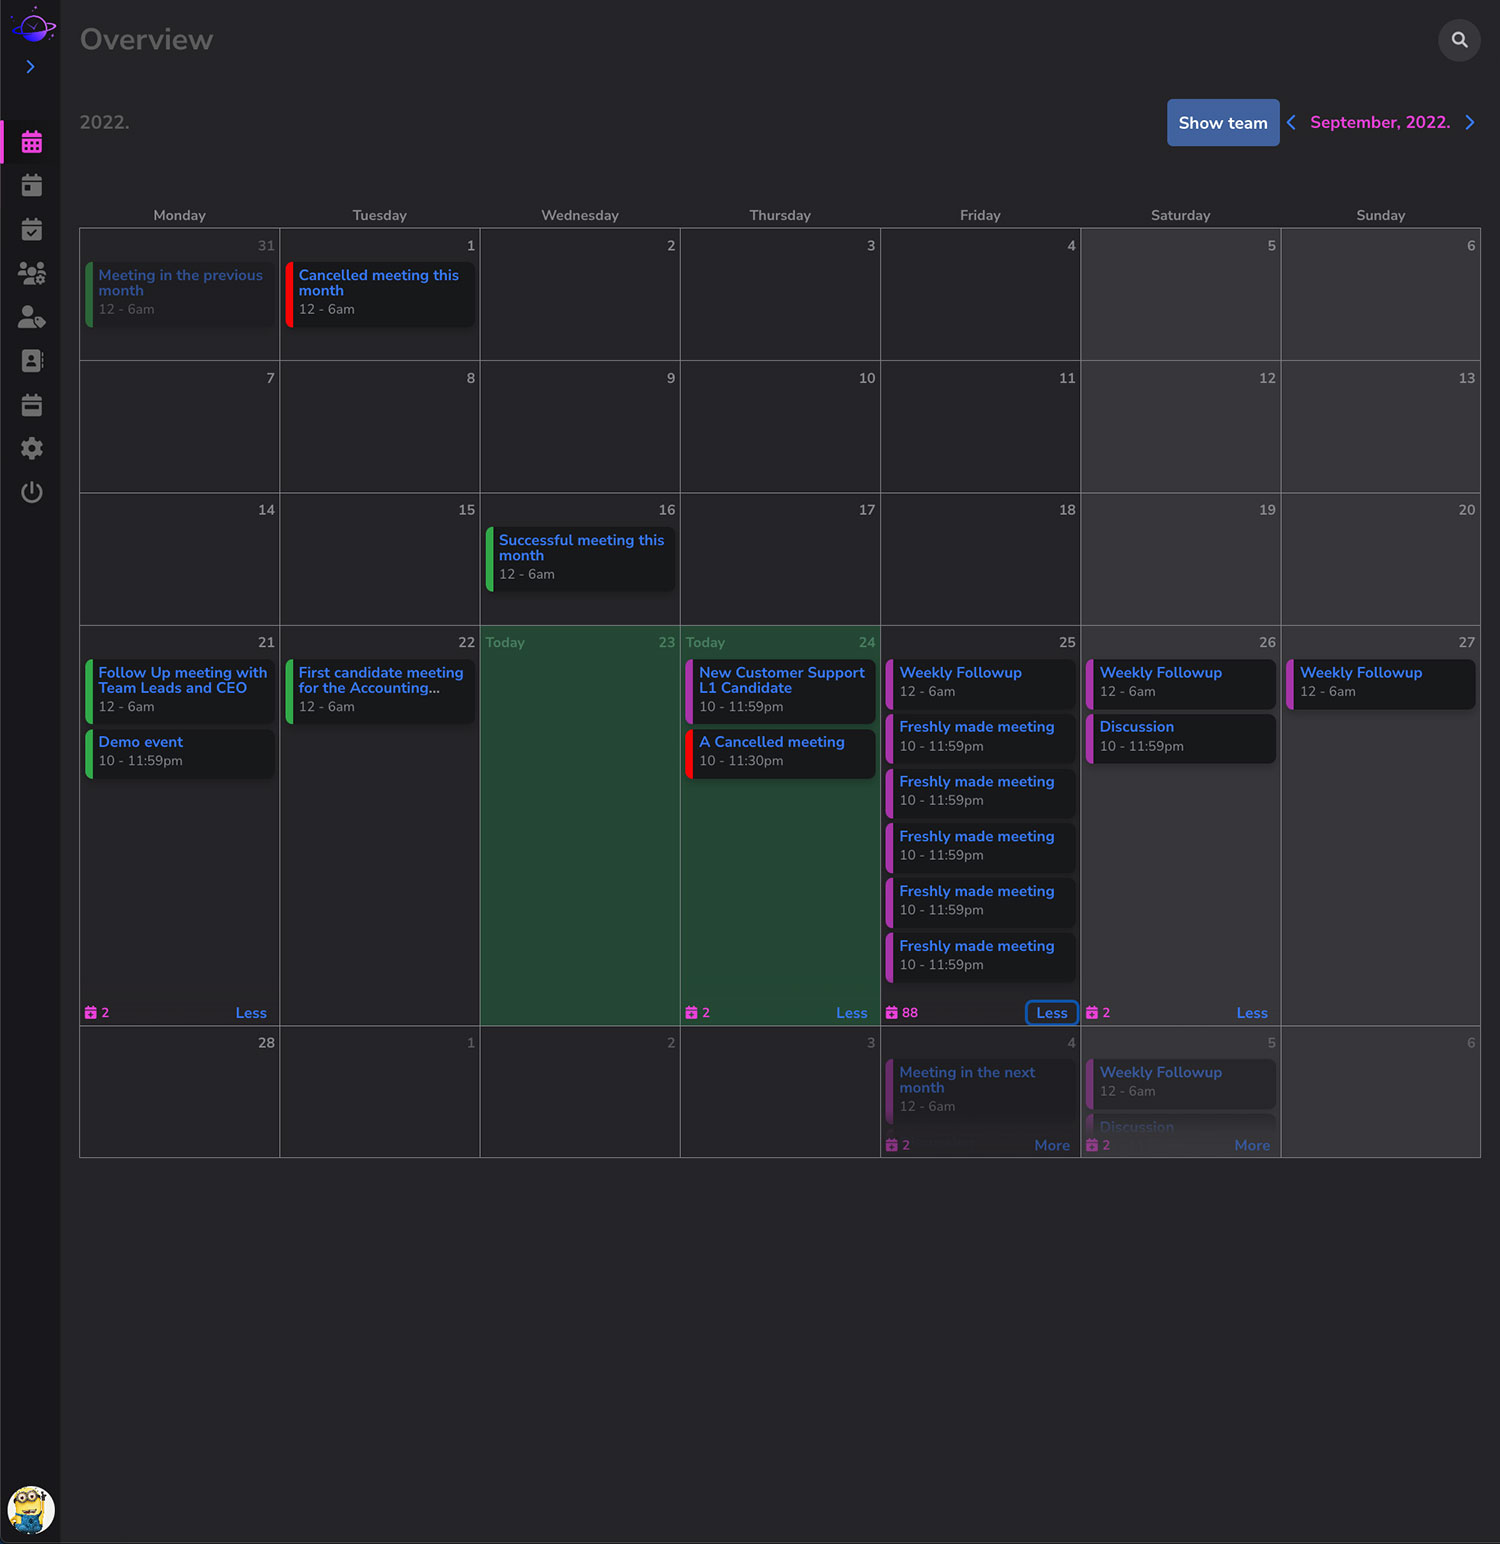 Overview
2022.
Show team
September, 2022.
Monday
Tuesday
Wednesday
Thursday
Friday
Saturday
Sunday
31
Meeting in the previous
month
12 - 6am
1
Cancelled meeting this
month
12 - 6am
2
3
4
5
6
7
8
9
10
11
12
13
14
15
16
Successful meeting this
month
12 - 6am
17
18
19
20
21
Follow Up meeting with
Team Leads and CEO
12 - 6am
Demo event
10 - 11:59pm
2
Less
22
First candidate meeting
for the Accounting...
12 - 6am
Today
23
Today
24
New Customer Support
L1 Candidate
10 - 11:59pm
A Cancelled meeting
10 - 11:30pm
2
Less
25
Weekly Followup
12 - 6am
Freshly made meeting
10 - 11:59pm
Freshly made meeting
10 - 11:59pm
Freshly made meeting
10 - 11:59pm
Freshly made meeting
10 - 11:59pm
Freshly made meeting
10 - 11:59pm
88
Less
26
Weekly Followup
12 - 6am
Discussion
10 - 11:59pm
2
Less
27
Weekly Followup
12 - 6am
28
1
2
3
4
Meeting in the next
month
12 - 6am
2
More
5
Weekly Followup
12 - 6am
Discussion
2
More
6